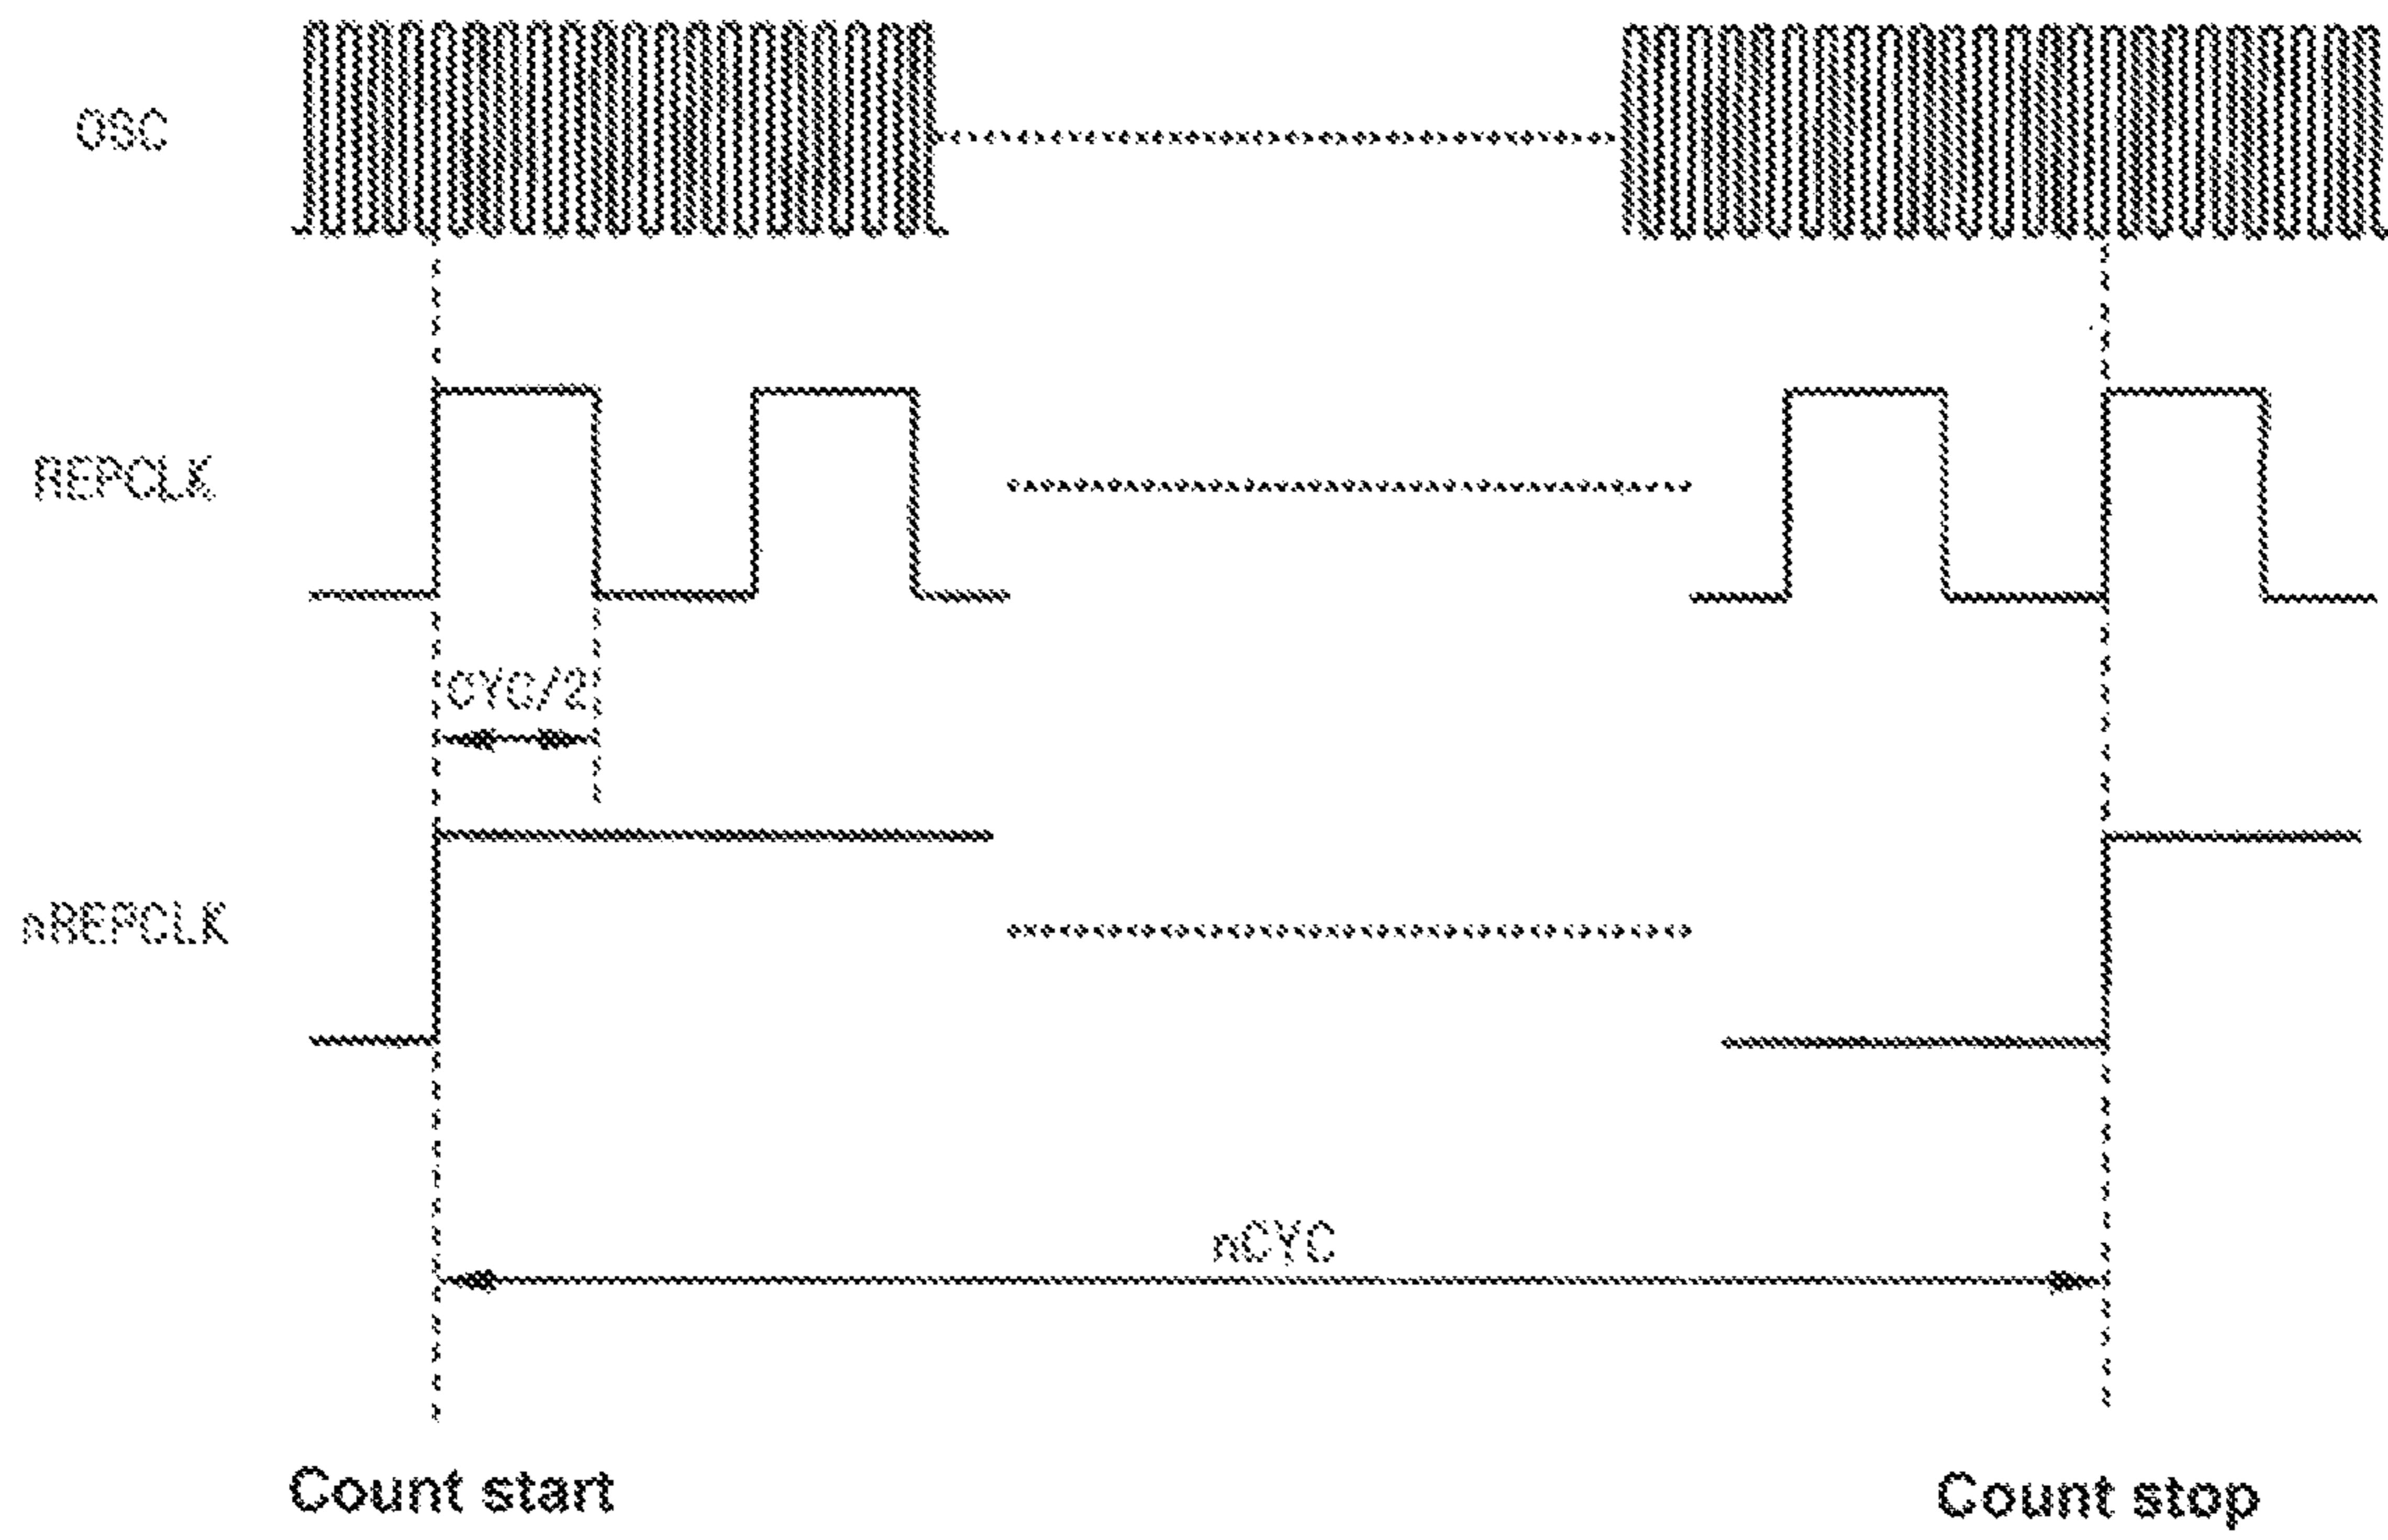 OSC
REPCLK
CYC/2
nREPCLK
nCYC
Count start
Count stop